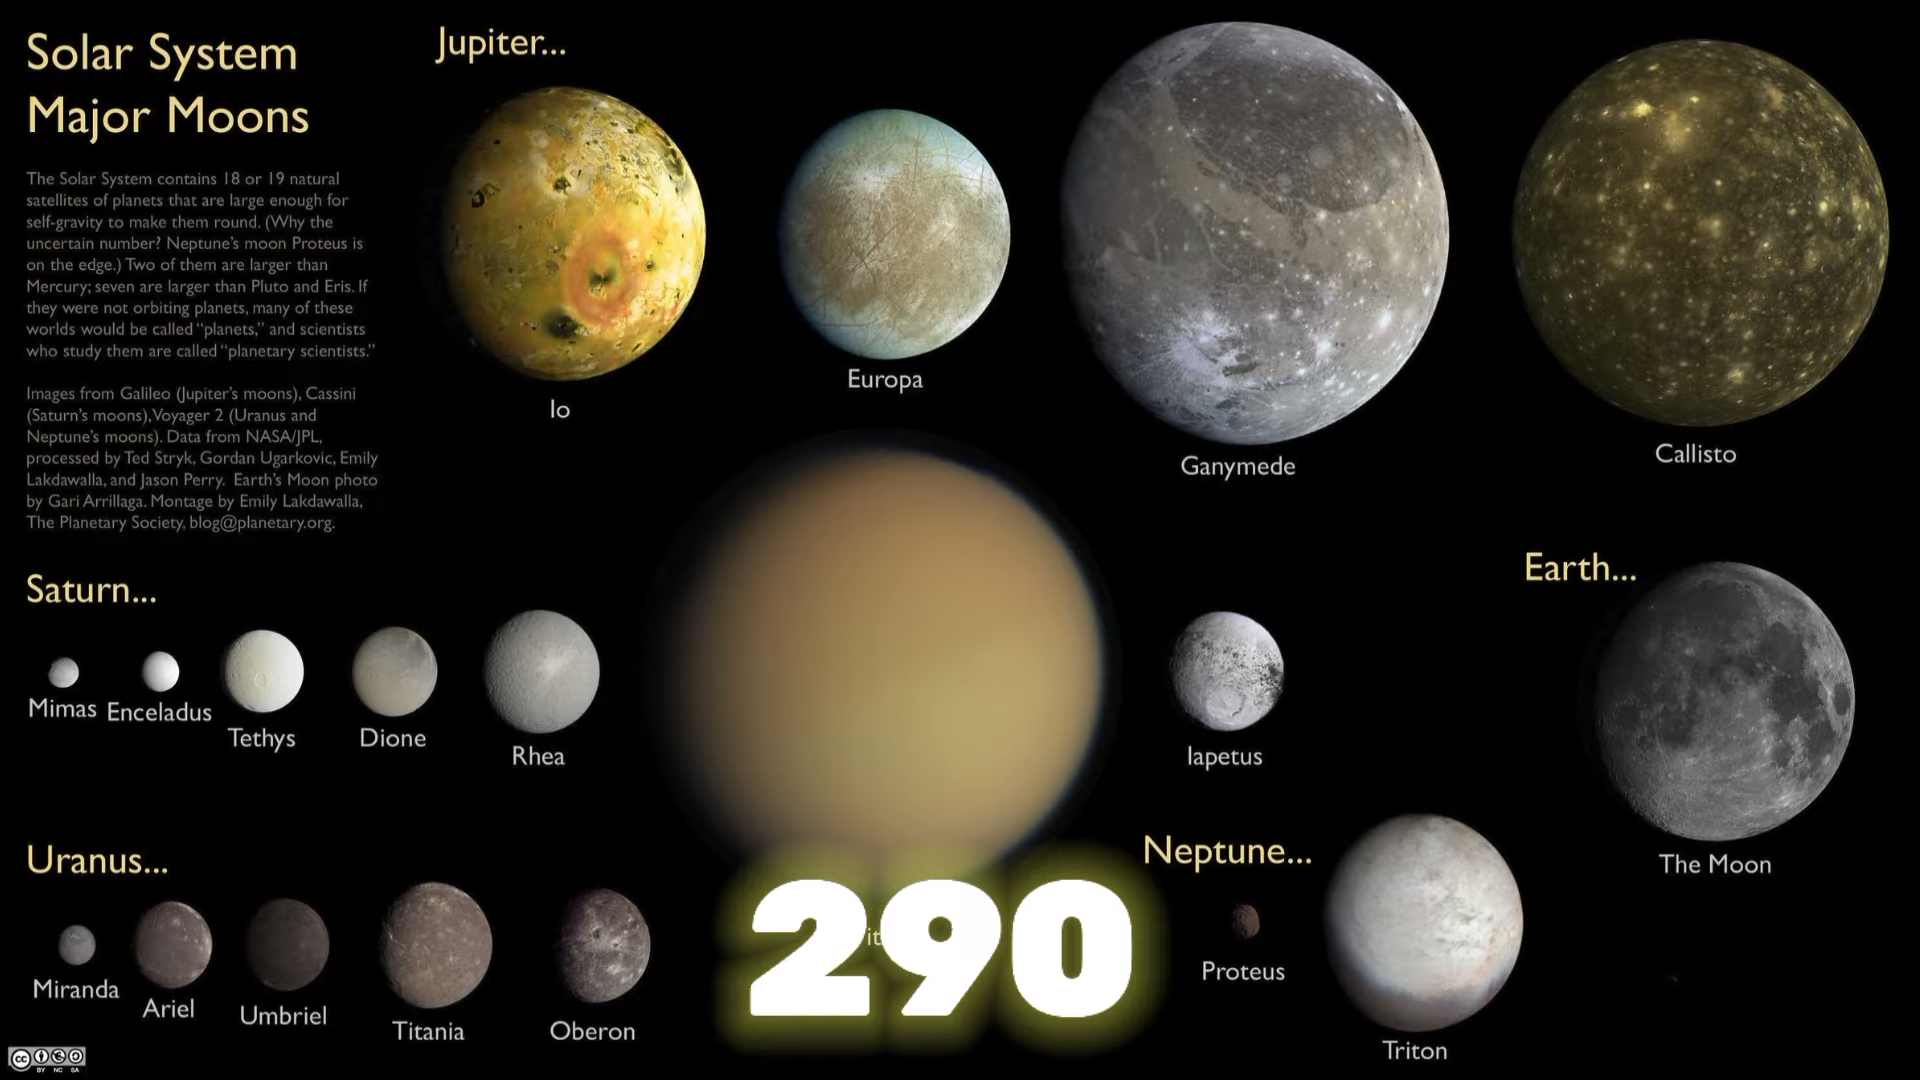 Solar System
Major Moons
The Solar System contains 18 or 19 natural
satellites of planets that are large enough for
self-gravity to make them round. (Why the
uncertain number? Neptune's moon Proteus is
on the edge.) Two of them are larger than
Mercury; seven are larger than Pluto and Eris. If
they were not orbiting planets, many of these
worlds would be called "planets," and scientists
who study them are called "planetary scientists."
Images from Galileo (Jupiter's moons), Cassini
(Saturn's moons), Voyager 2 (Uranus and
Neptune's moons). Data from NASA/JPL,
processed by Ted Stryk, Gordan Ugarkovic, Emily
Lakdawalla, and Jason Perry. Earth's Moon photo
by Gari Arrillaga. Montage by Emily Lakdawalla,
The Planetary Society, blog@planetary.org.
Jupiter...
Io
Europa
Ganymede
Callisto
Saturn...
Mimas
Enceladus
Tethys
Dione
Rhea
Iapetus
Earth...
The Moon
Uranus...
Miranda
Ariel
Umbriel
Titania
Oberon
290
Neptune...
Proteus
Triton
cc
BY NC SA